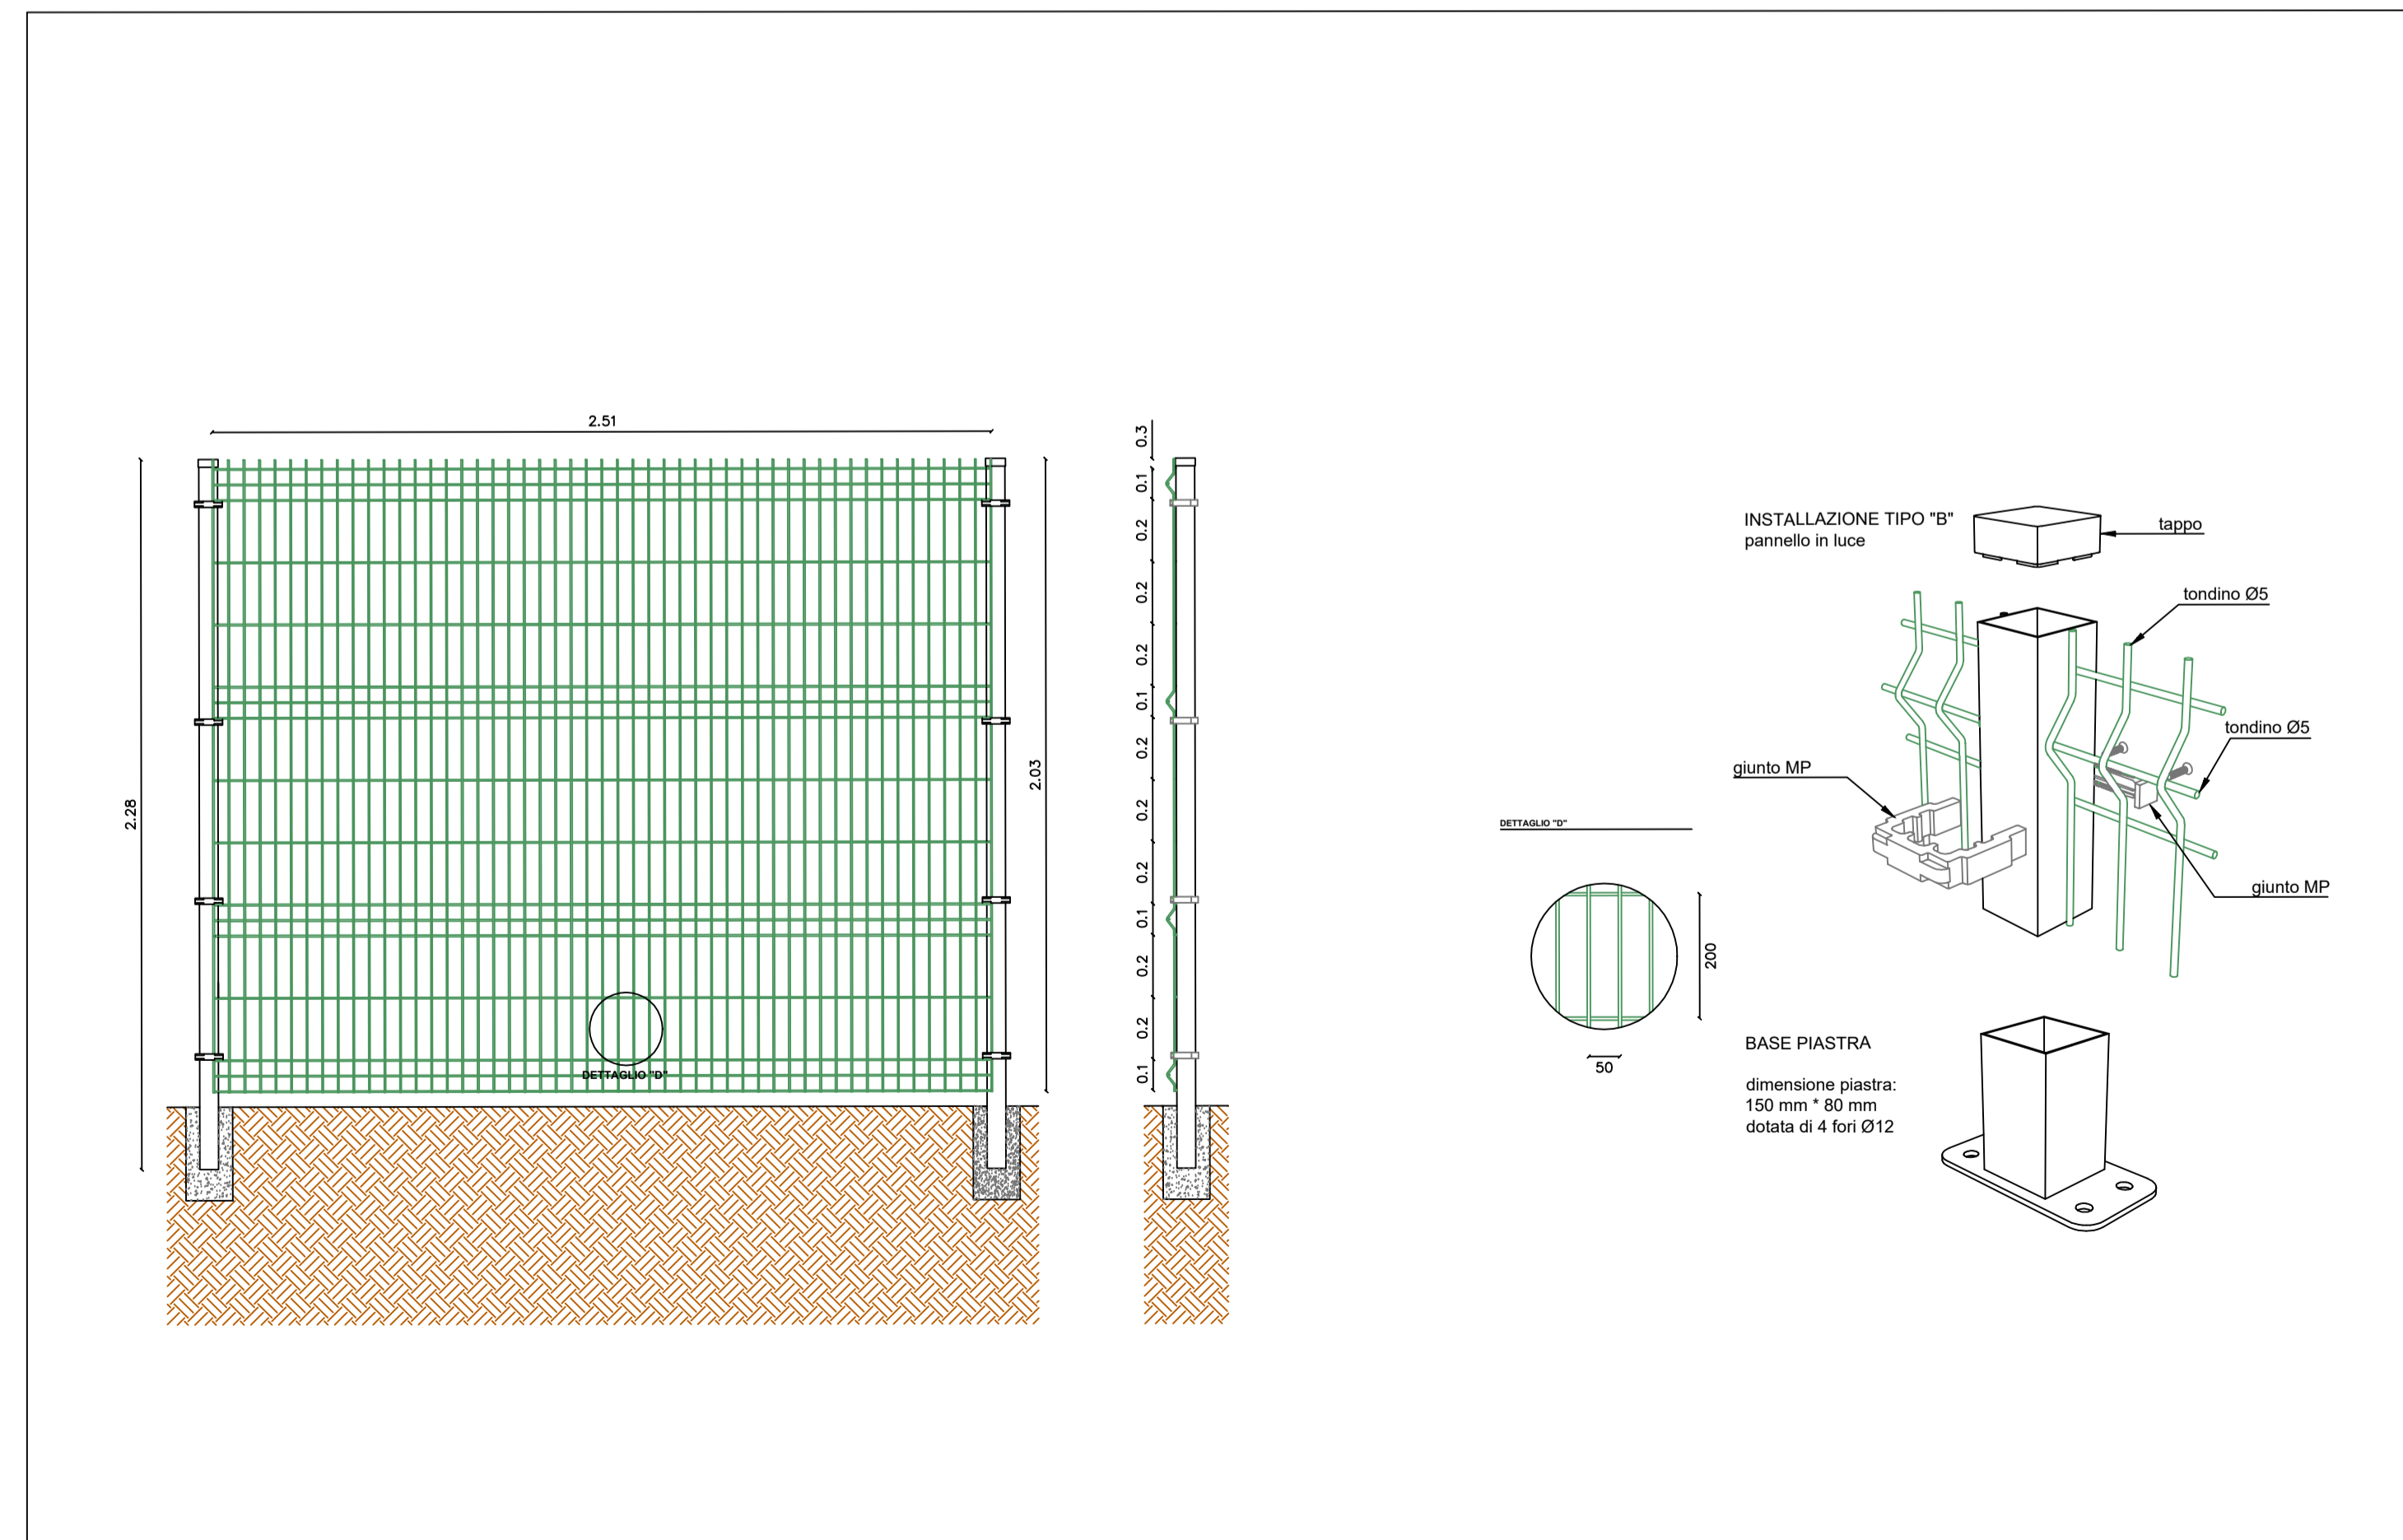 2.51
2.28
2.03
DETTAGLIO "D"
0.3
0.1
0.2
0.2
0.2
0.1
0.2
0.2
0.2
0.1
0.2
0.2
0.1
DETTAGLIO "D"
200
50
INSTALLAZIONE TIPO "B"
pannello in luce
tappo
tondino Ø5
tondino Ø5
giunto MP
giunto MP
BASE PIASTRA
dimensione piastra:
150 mm * 80 mm
dotata di 4 fori Ø12